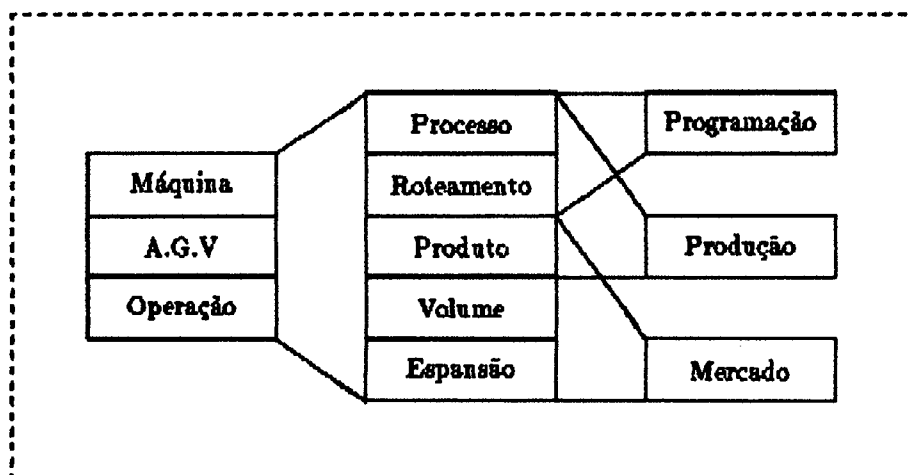 Máquina
A.G.V
Operação
Processo
Roteamento
Produto
Volume
Espansão
Programação
Produção
Mercado